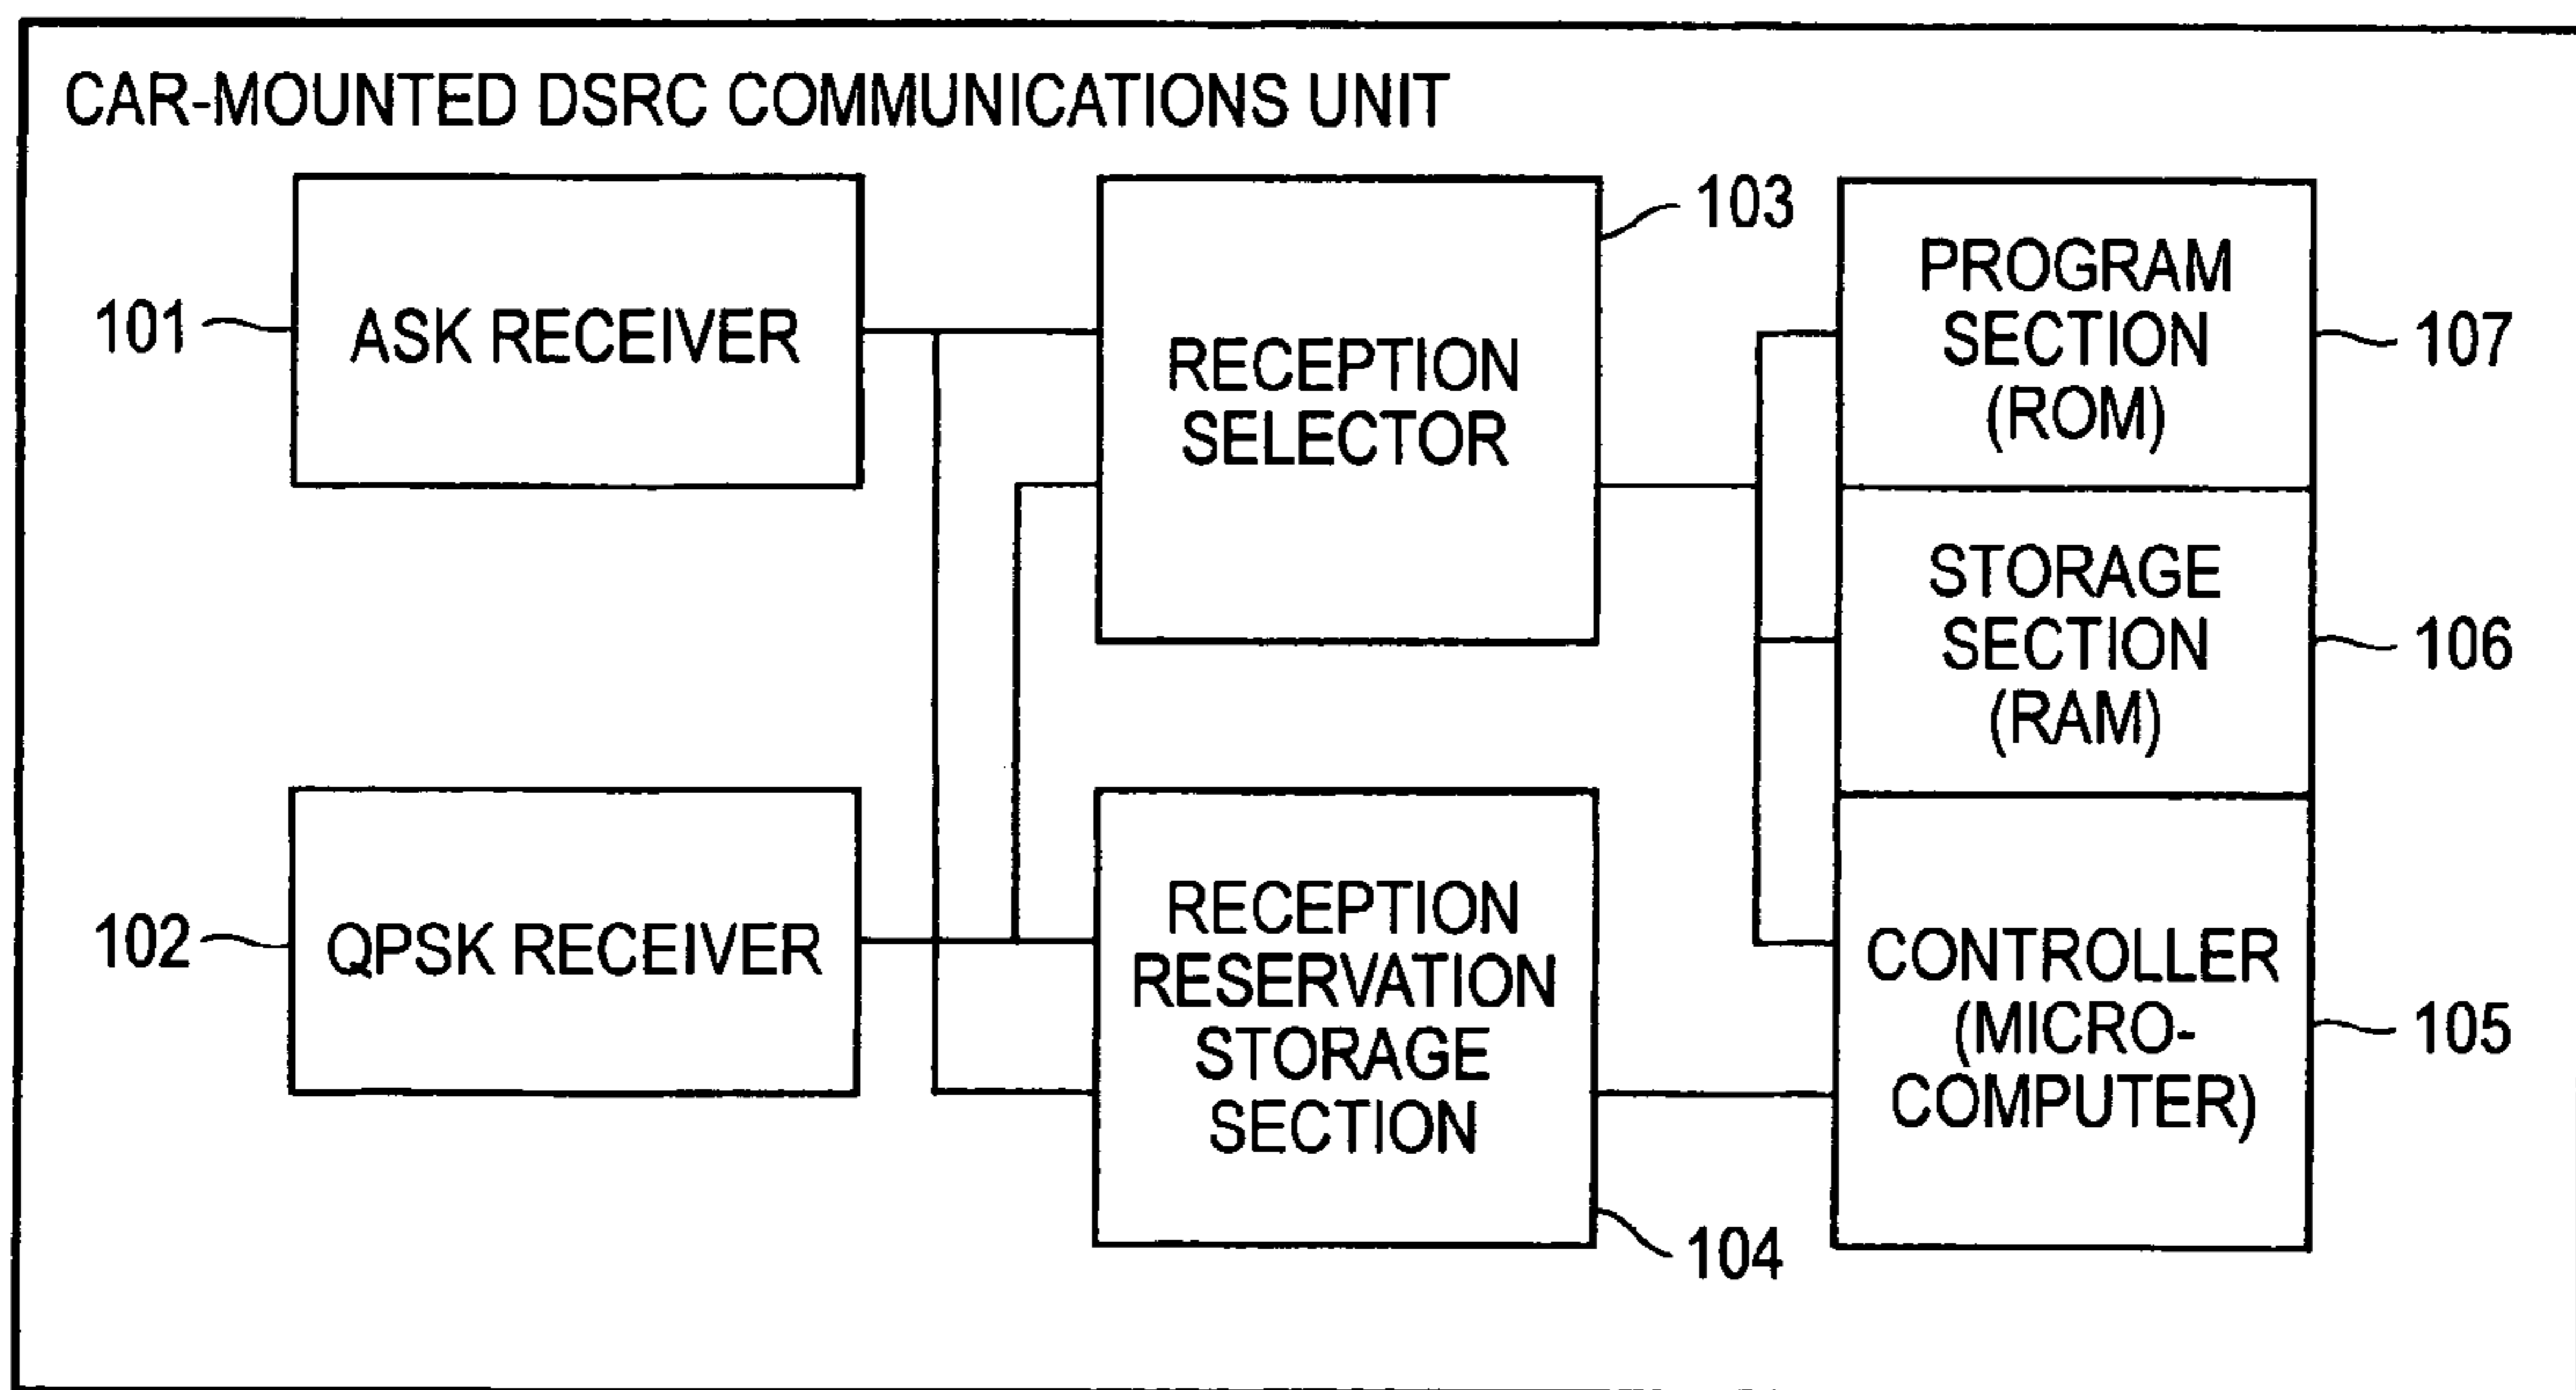 CAR-MOUNTED DSRC COMMUNICATIONS UNIT
101
ASK RECEIVER
102
QPSK RECEIVER
103
RECEPTION
SELECTOR
RECEPTION
RESERVATION
STORAGE
SECTION
104
PROGRAM
SECTION
(ROM)
107
STORAGE
SECTION
(RAM)
106
CONTROLLER
(MICRO-
COMPUTER)
105